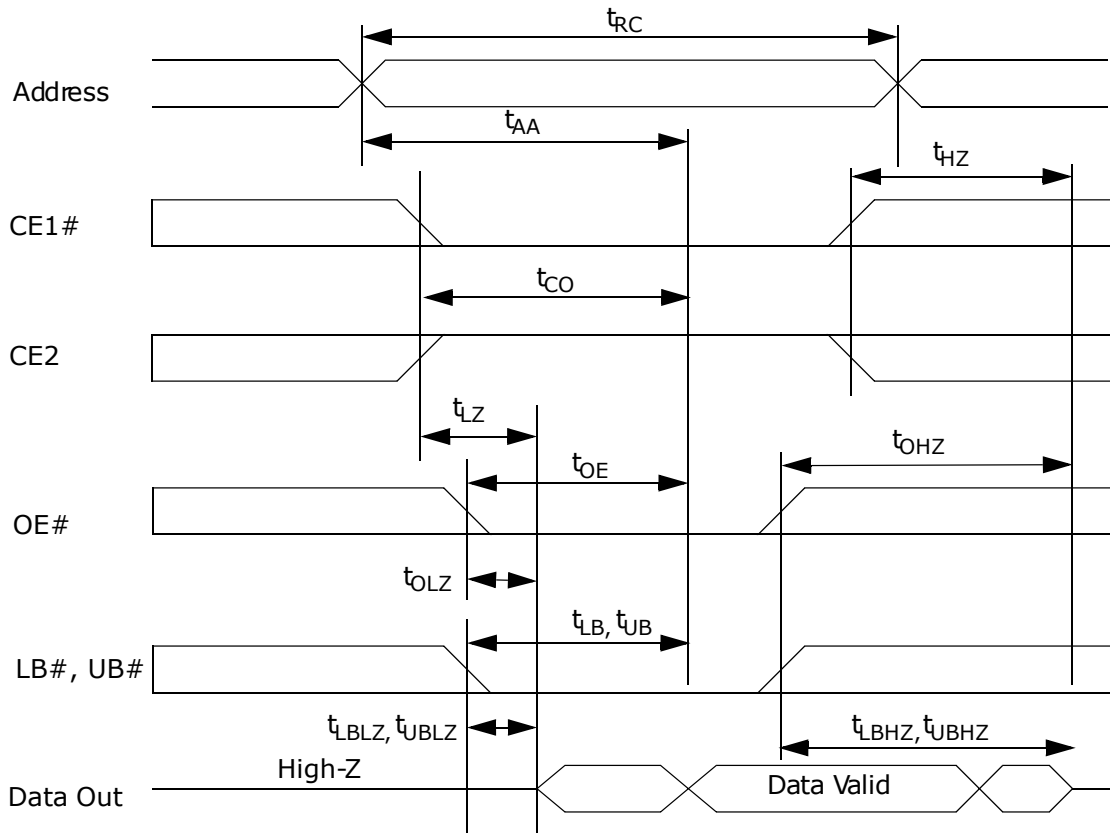 tRC
Address
tAA
tHZ
CE1#
tCO
CE2
tLZ
tOHZ
tOE
OE#
tOLZ
tLB, tUB
LB#, UB#
tLBLZ, tUBLZ
tLBHZ, tUBHZ
High-Z
Data Valid
Data Out